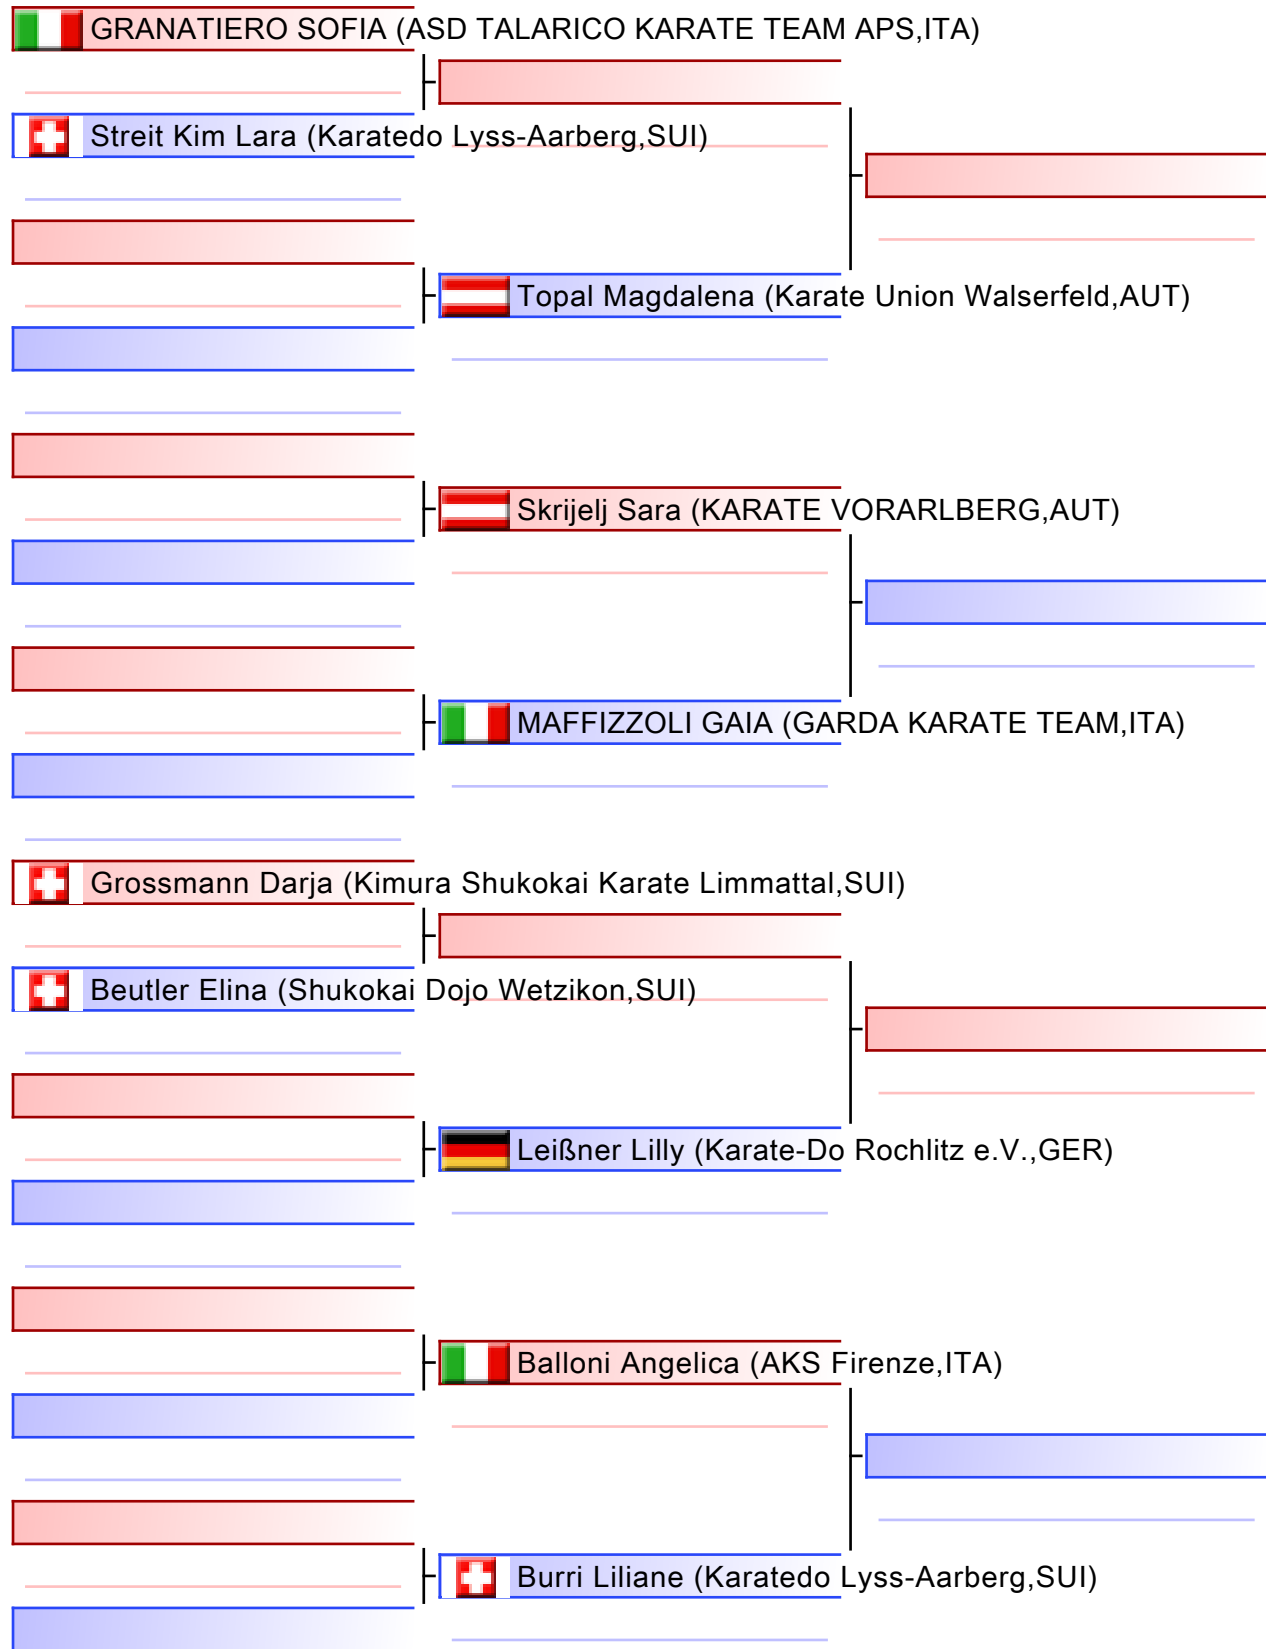 GRANATIERO SOFIA (ASD TALARICO KARATE TEAM APS,ITA)
Streit Kim Lara (Karatedo Lyss-Aarberg,SUI)
Topal Magdalena (Karate Union Walserfeld,AUT)
Skrijelj Sara (KARATE VORARLBERG,AUT)
MAFFIZZOLI GAIA (GARDA KARATE TEAM,ITA)
Grossmann Darja (Kimura Shukokai Karate Limmattal,SUI)
Beutler Elina (Shukokai Dojo Wetzikon,SUI)
Leißner Lilly (Karate-Do Rochlitz e.V.,GER)
Balloni Angelica (AKS Firenze,ITA)
Burri Liliane (Karatedo Lyss-Aarberg,SUI)